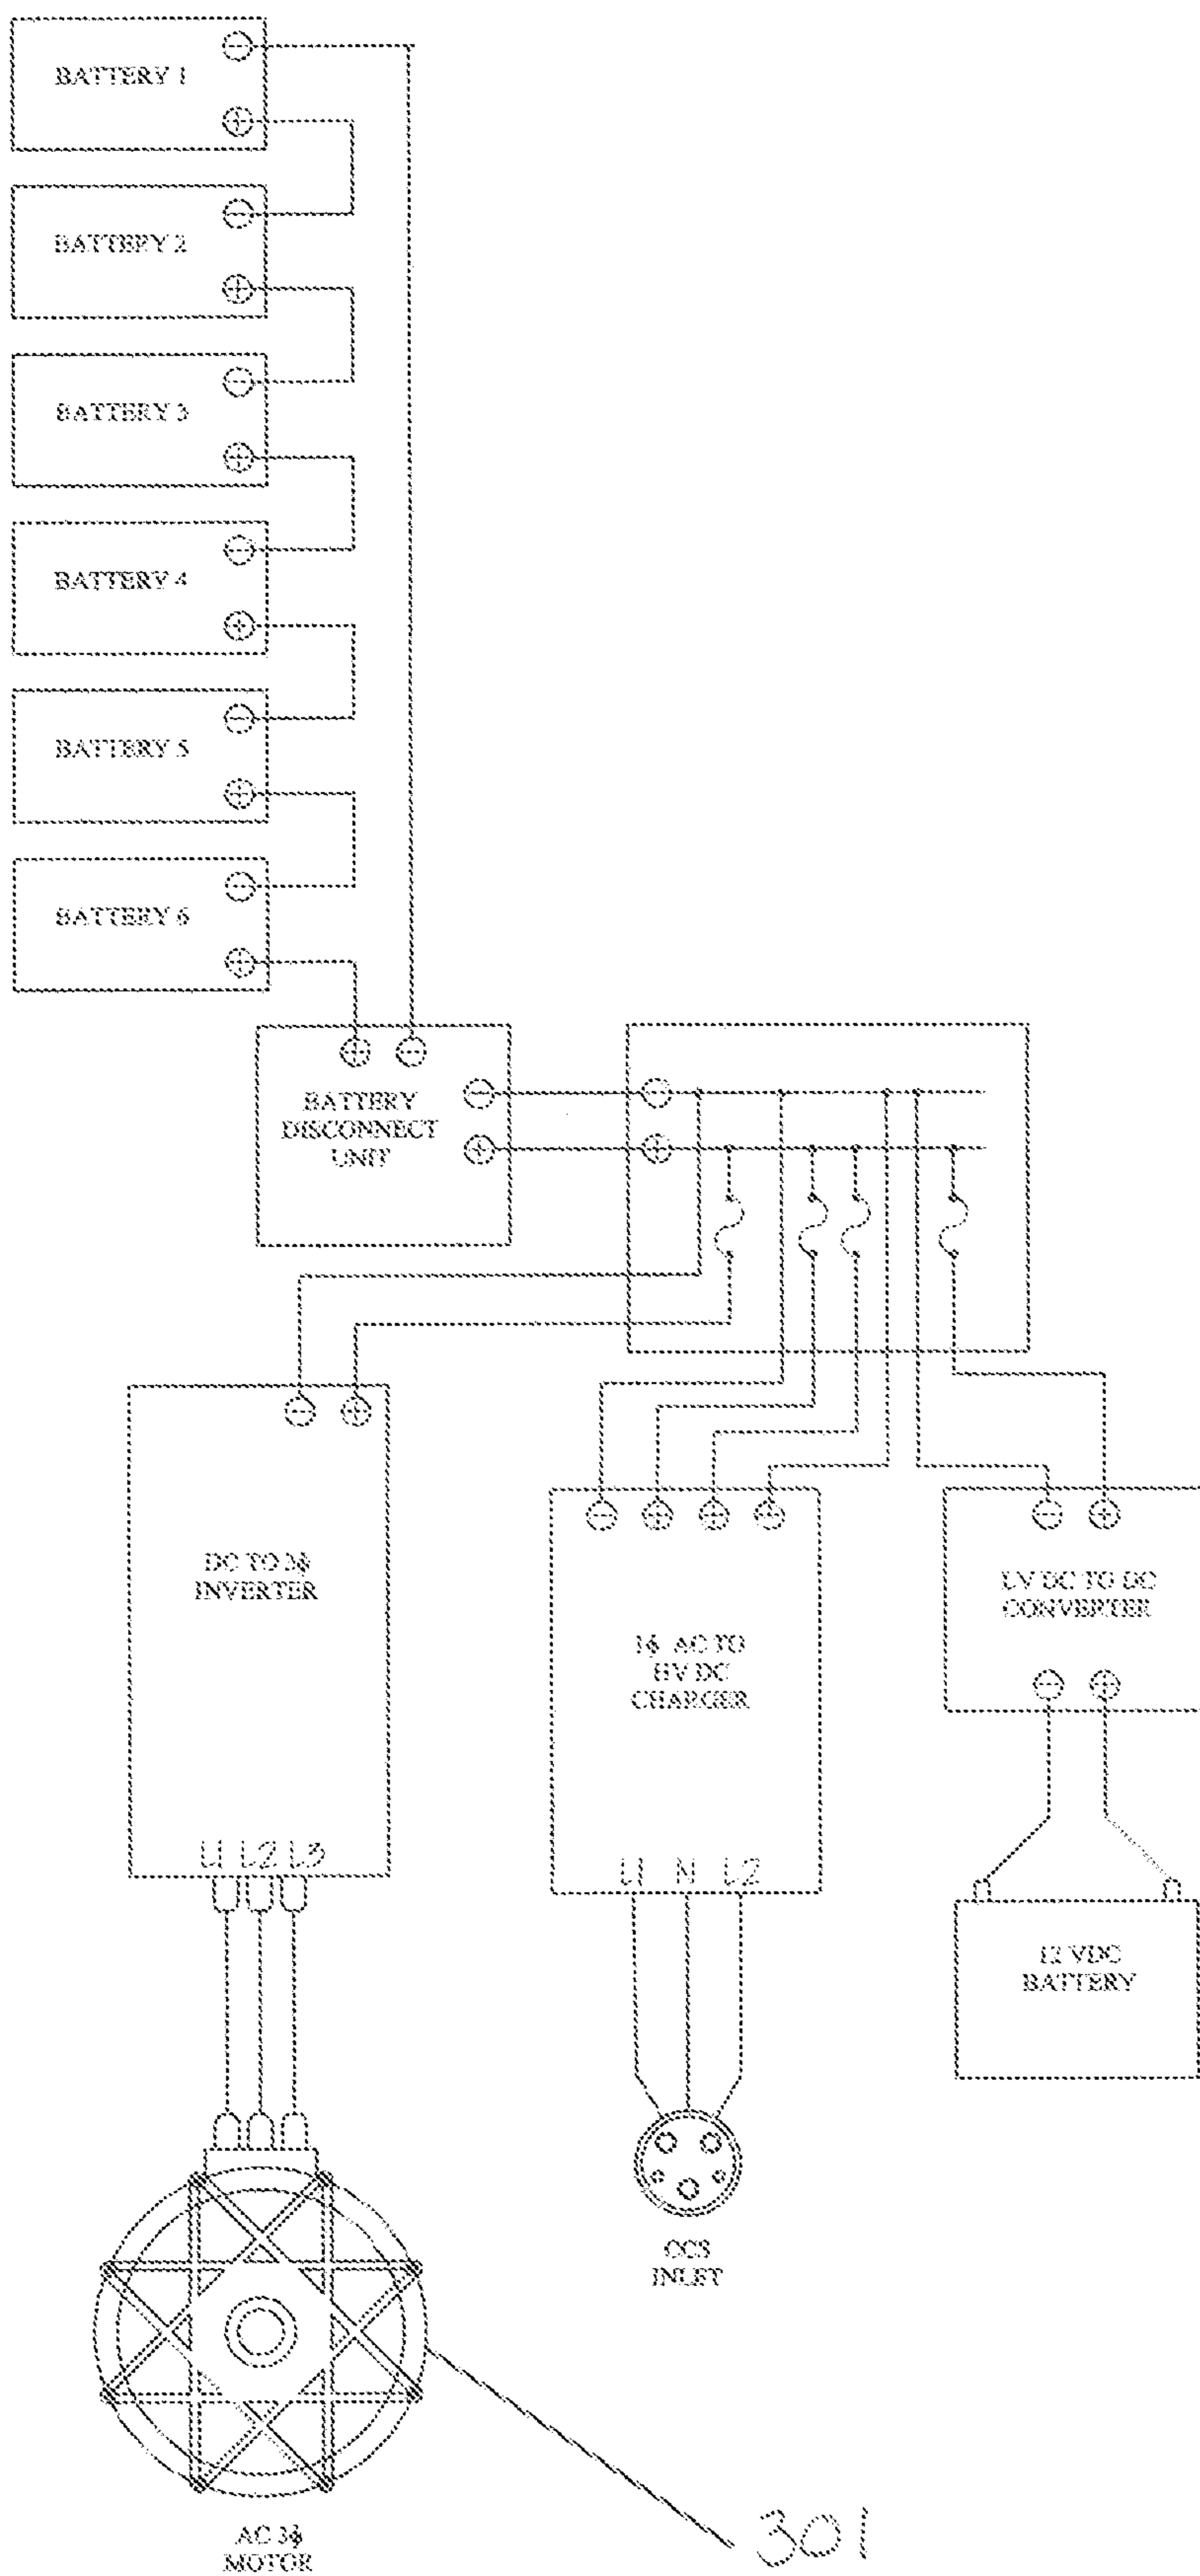 BATTERY 1
BATTERY 2
BATTERY 3
BATTERY 4
BATTERY 5
BATTERY 6
BATTERY
DISCONNECT
UNIT
DC TO 3ϕ
INVERTER
L1 L2 L3
1ϕ AC TO
HV DC
CHARGER
L1 N L2
LV DC TO DC
CONVERTER
12 VDC
BATTERY
CCS
INLET
AC 3ϕ
MOTOR
301